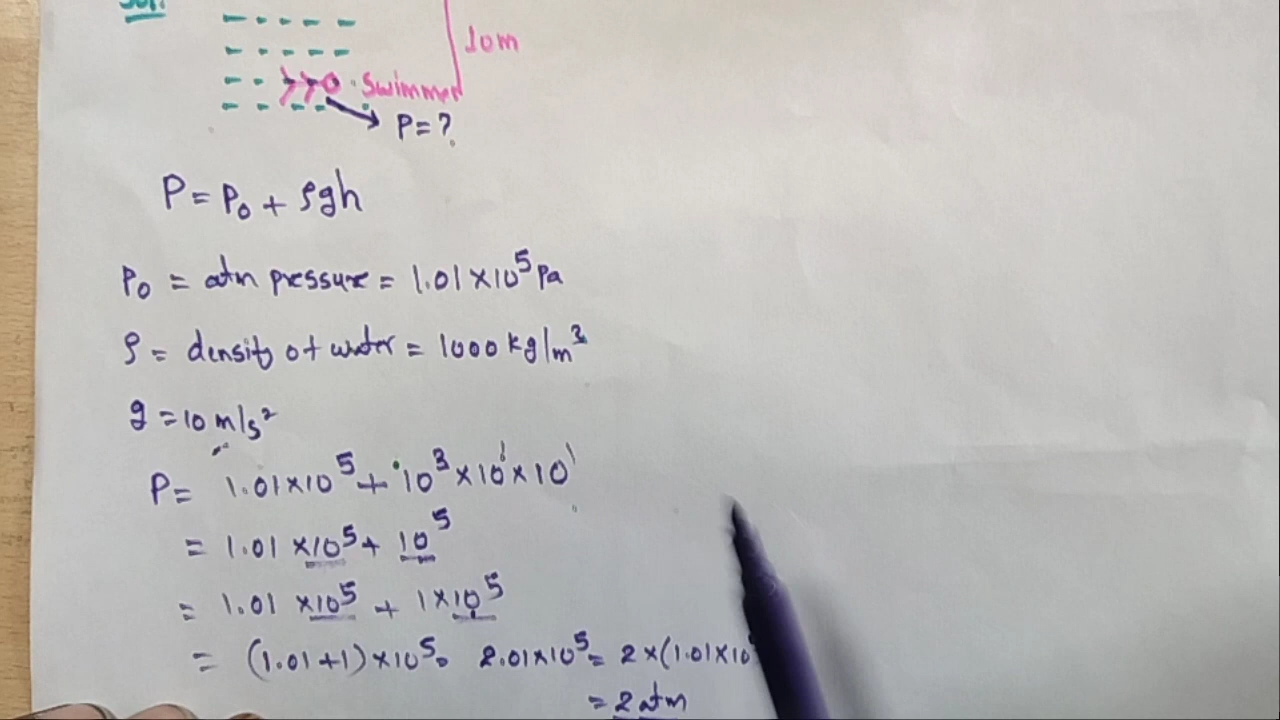 Soln
10m
Swimmer
P = ?
P = P₀ + ρgh
P₀ = atm pressure = 1.01 × 10⁵ Pa
ρ = density of water = 1000 kg/m³
g = 10 m/s²
P = 1.01 × 10⁵ + 10³ × 10¹ × 10¹
= 1.01 × 10⁵ + 10⁵
= 1.01 × 10⁵ + 1 × 10⁵
= (1.01 + 1) × 10⁵ = 2.01 × 10⁵ = 2 × (1.01 × 10
= 2 atm